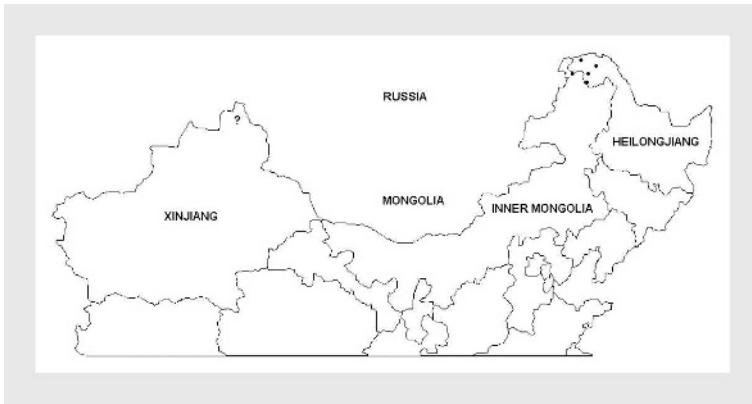 RUSSIA
?
HEILONGJIANG
MONGOLIA
INNER MONGOLIA
XINJIANG